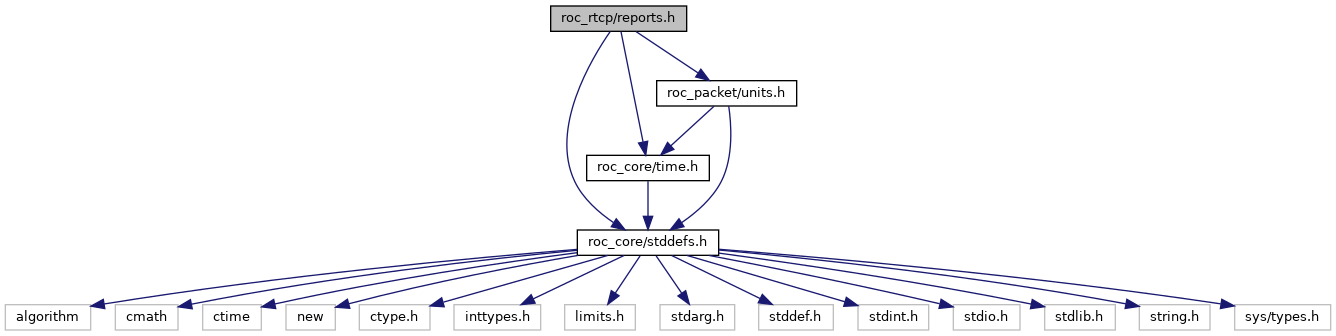 roc_rtcp/reports.h
roc_packet/units.h
roc_core/time.h
roc_core/stddefs.h
algorithm
cmath
ctime
new
ctype.h
inttypes.h
limits.h
stdarg.h
stddef.h
stdint.h
stdio.h
stdlib.h
string.h
sys/types.h